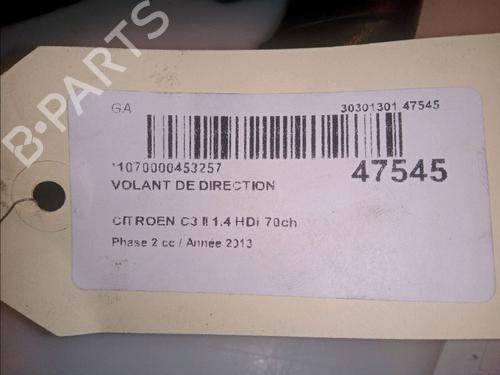 B-PARTS
GA
30301301 47545
*1070000453257
47545
VOLANT DE DIRECTION
CITROEN C3 II 1.4 HDi 70ch
Phase 2 cc / Année 2013